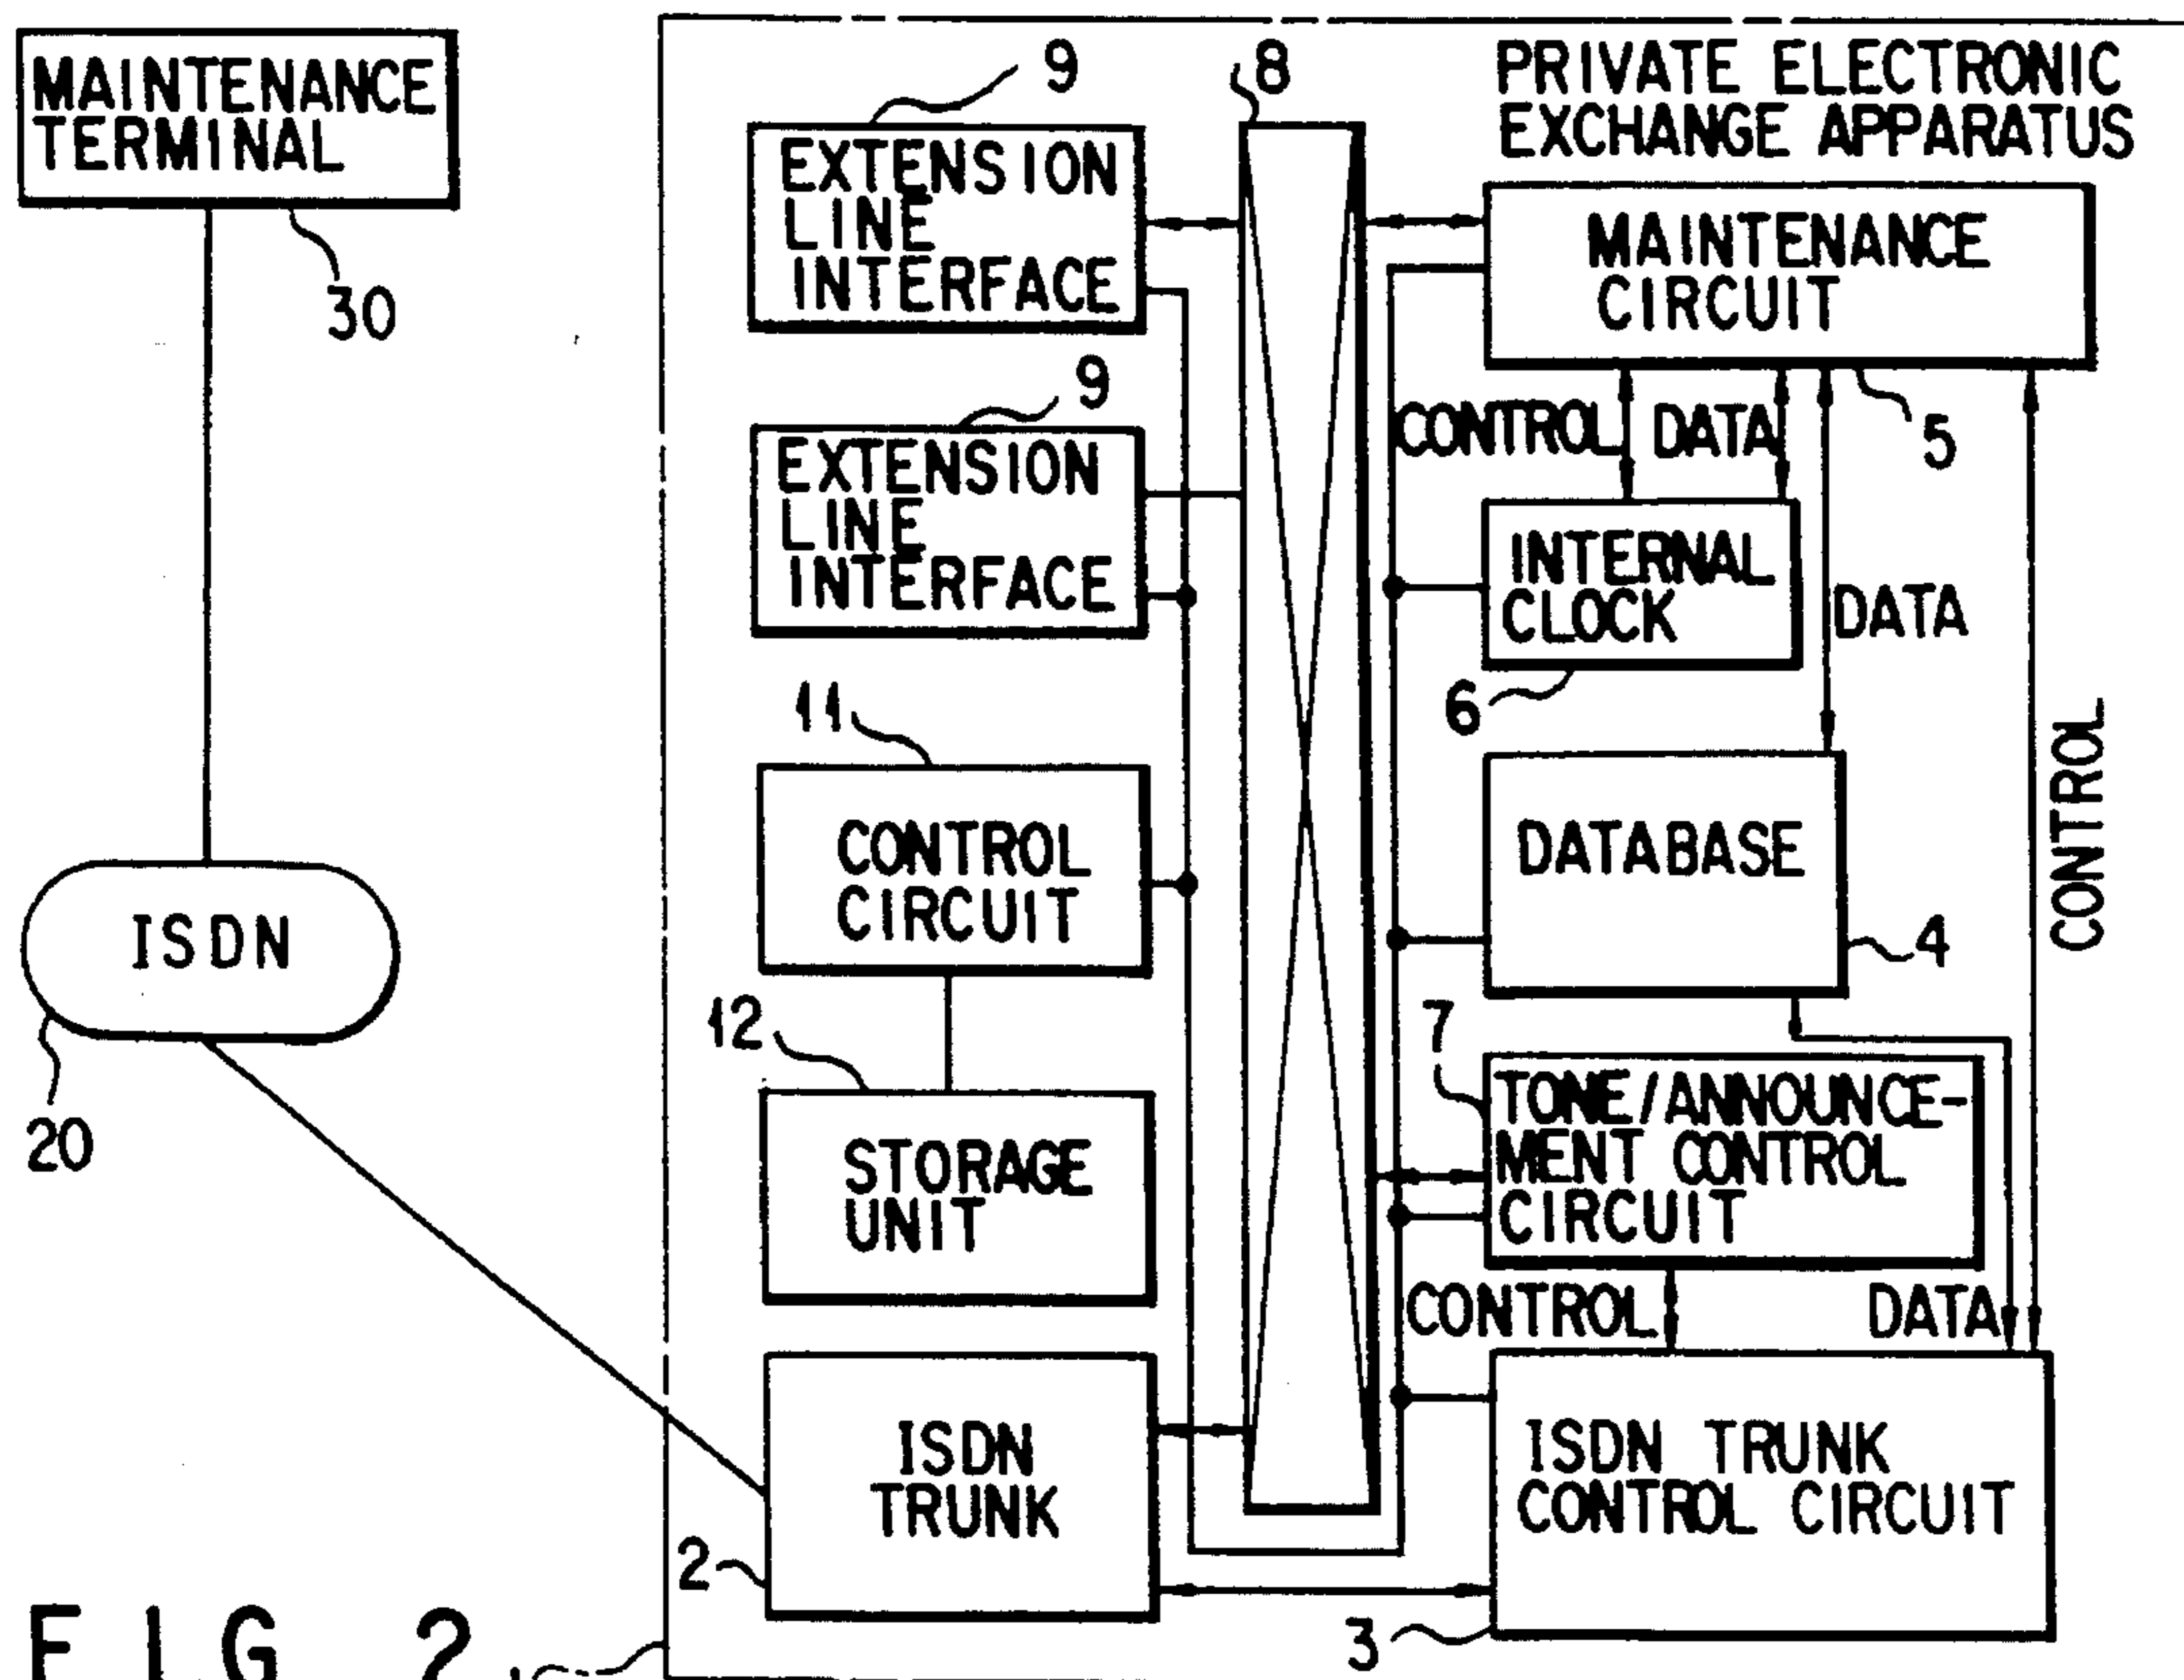 MAINTENANCE
TERMINAL
30
ISDN
20
9
EXTENSION
LINE
INTERFACE
9
EXTENSION
LINE
INTERFACE
11
CONTROL
CIRCUIT
12
STORAGE
UNIT
ISDN
TRUNK
2
8
PRIVATE ELECTRONIC
EXCHANGE APPARATUS
MAINTENANCE
CIRCUIT
5
CONTROL
DATA
INTERNAL
CLOCK
6
DATA
DATABASE
4
CONTROL
7
TONE/ANNOUNCE-
MENT CONTROL
CIRCUIT
CONTROL
DATA
ISDN TRUNK
CONTROL CIRCUIT
3
FIG. 2
1